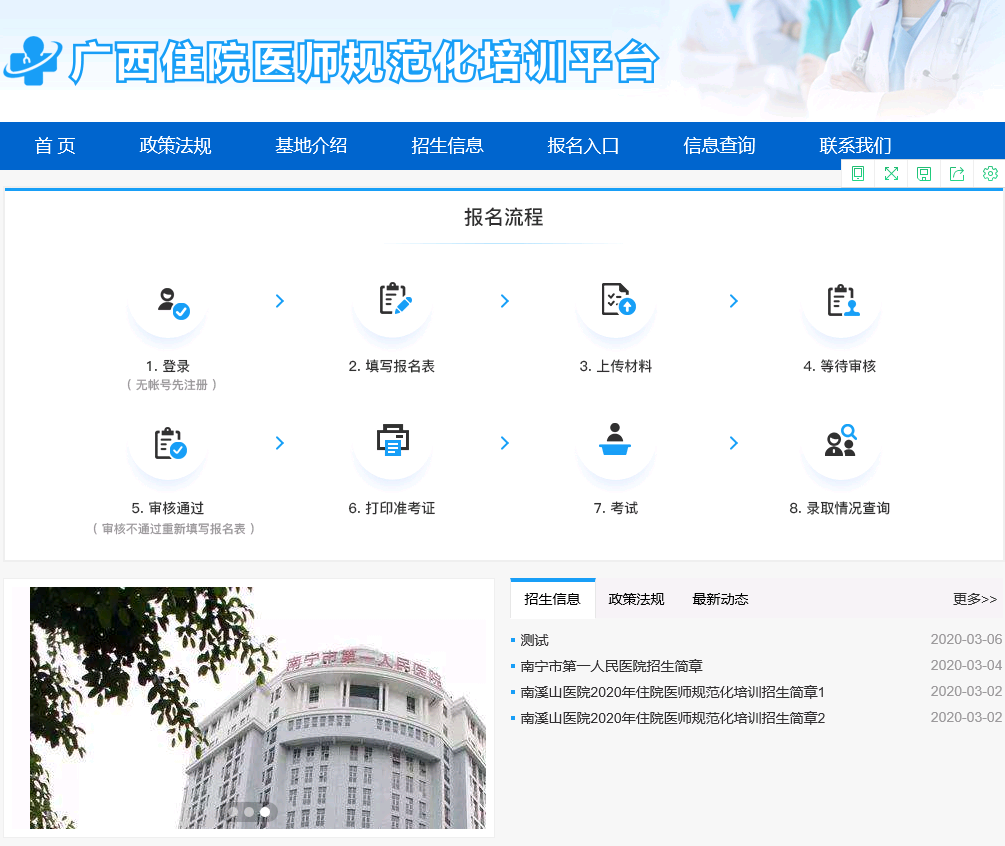 广西住院医师规范化培训平台
首 页 政策法规 基地介绍 招生信息 报名入口 信息查询 联系我们
报名流程
1. 登录 2. 填写报名表 3. 上传材料 4. 等待审核
( 无帐号先注册 )
5. 审核通过 6. 打印准考证 7. 考试 8. 录取情况查询
( 审核不通过重新填写报名表 )
南宁市第一人民医院
招生信息 政策法规 最新动态 更多>>
测试 2020-03-06
南宁市第一人民医院招生简章 2020-03-04
南溪山医院2020年住院医师规范化培训招生简章1 2020-03-02
南溪山医院2020年住院医师规范化培训招生简章2 2020-03-02